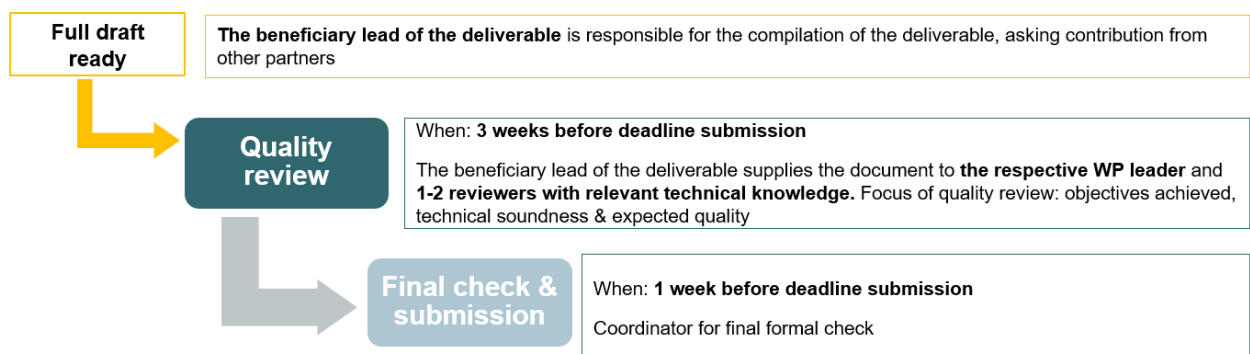 Full draft
ready
The beneficiary lead of the deliverable is responsible for the compilation of the deliverable, asking contribution from
other partners
Quality
review
When: 3 weeks before deadline submission
The beneficiary lead of the deliverable supplies the document to the respective WP leader and
1-2 reviewers with relevant technical knowledge. Focus of quality review: objectives achieved,
technical soundness & expected quality
Final check &
submission
When: 1 week before deadline submission
Coordinator for final formal check